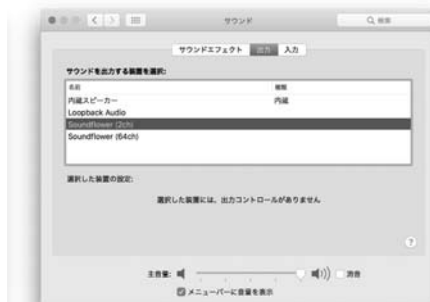 サウンド
検索
サウンドエフェクト 出力 入力
サウンドを出力する装置を選択:
名前 種類
内蔵スピーカー 内蔵
Loopback Audio
Soundflower (2ch)
Soundflower (64ch)
選択した装置の設定:
選択した装置には、出力コントロールがありません
?
主音量: 消音
メニューバーに音量を表示